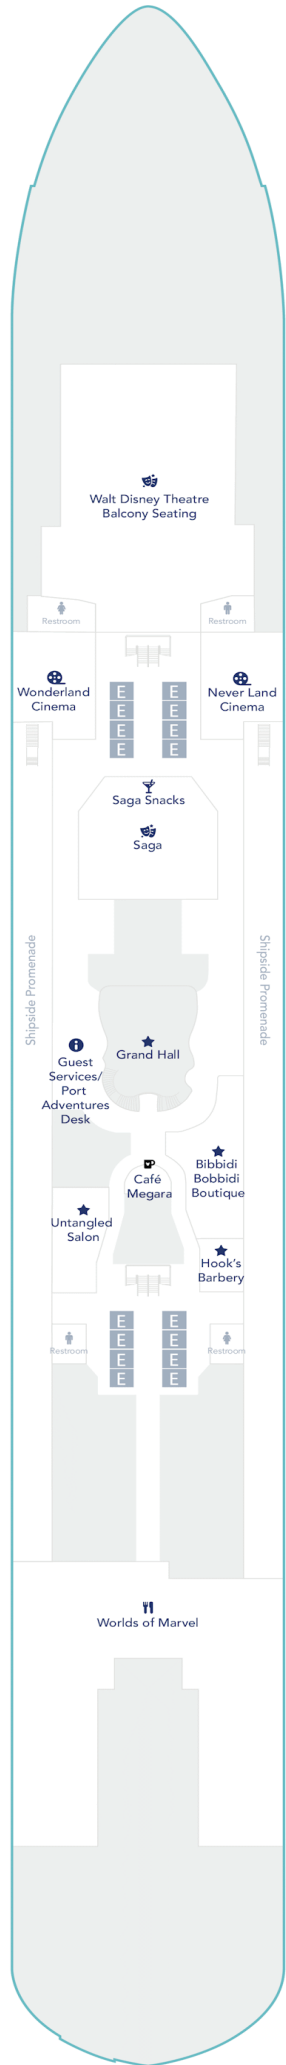 Walt Disney Theatre
Balcony Seating
Restroom
Restroom
Wonderland
Cinema
Never Land
Cinema
E
E
E
E
E
E
E
E
Saga Snacks
Saga
Shipside Promenade
Shipside Promenade
Grand Hall
Guest
Services/
Port
Adventures
Desk
Café
Megara
Bibbidi
Bobbidi
Boutique
Untangled
Salon
Hook's
Barbery
E
E
E
E
E
E
E
E
Restroom
Restroom
Worlds of Marvel